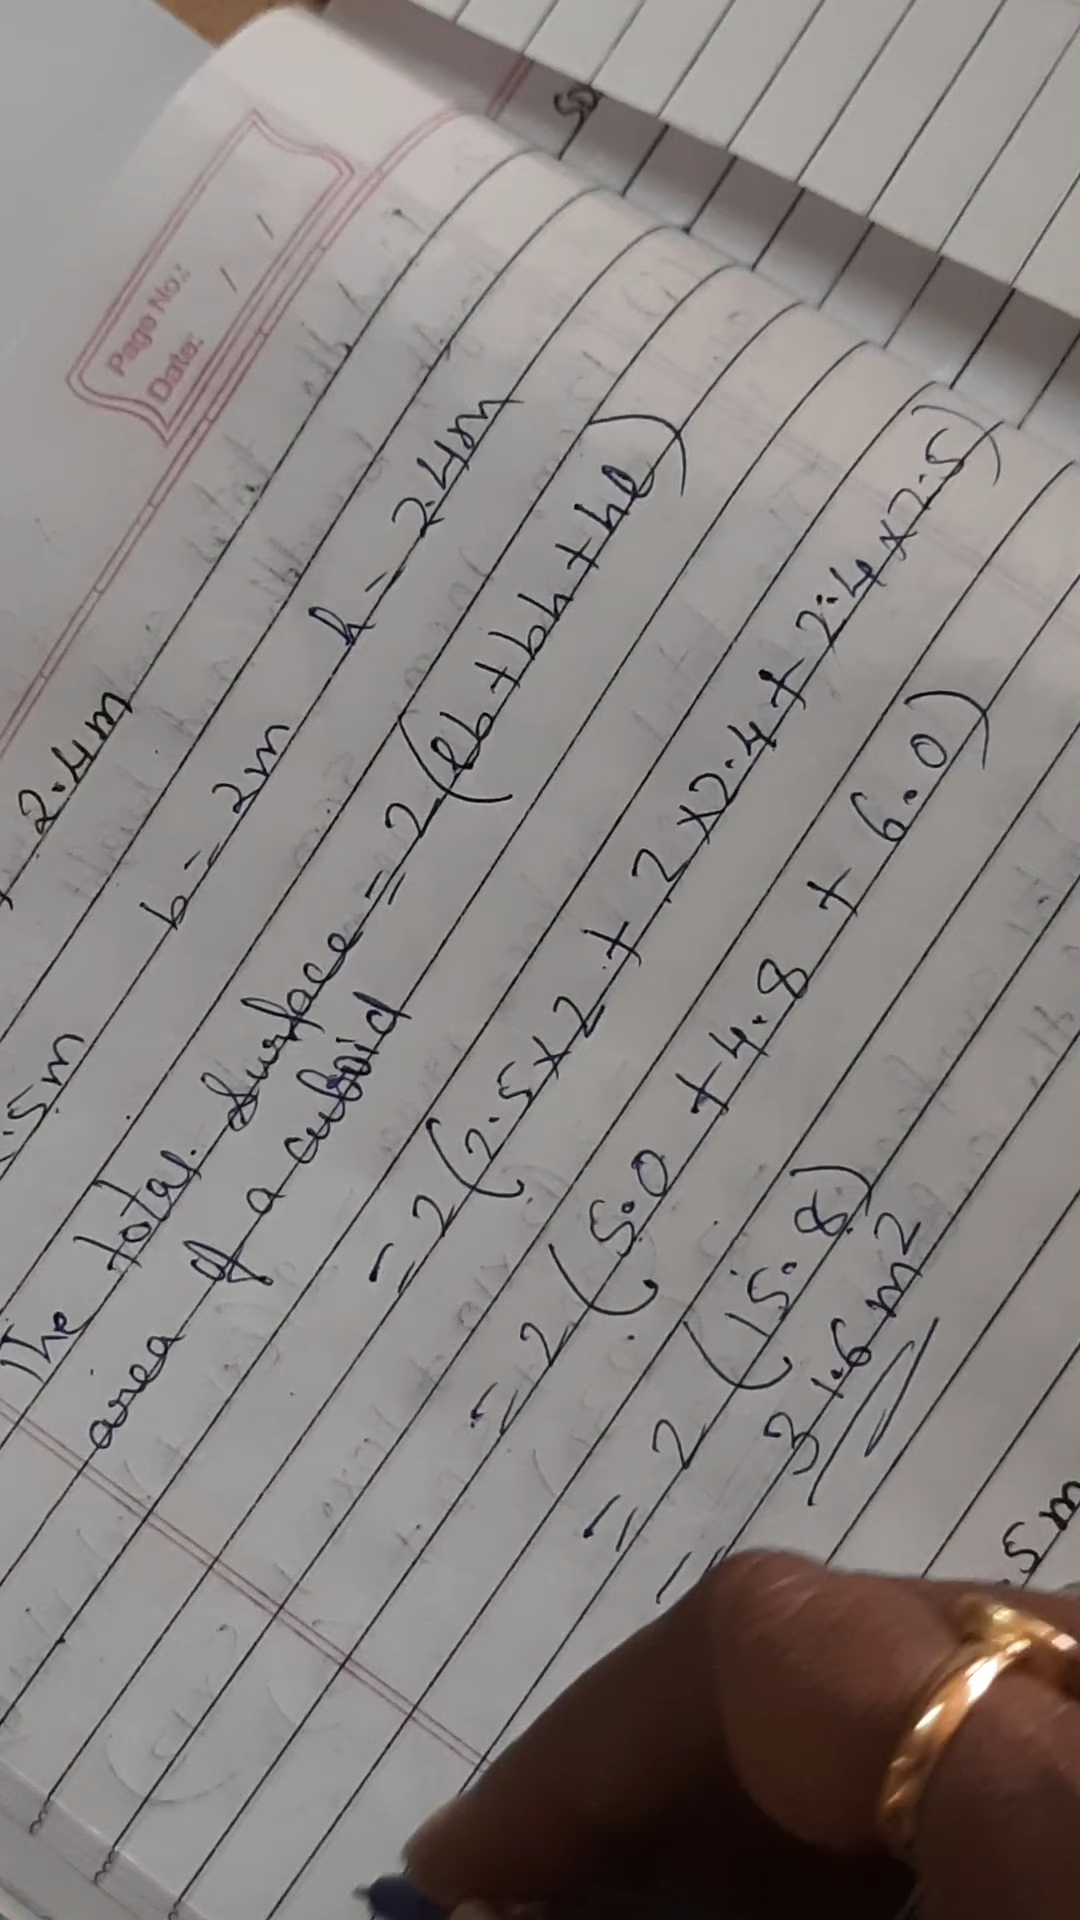 Page No.:
Date: / /
2.4m
.5m b = 2m h = 2.4m
The total surface = 2(lb+bh+hl)
area of a cuboid
= 2(2.5×2 + 2×2.4 + 2.4×2.5)
= 2(5.0 + 4.8 + 6.0)
= 2(15.8)
= 31.6 m2
.5m